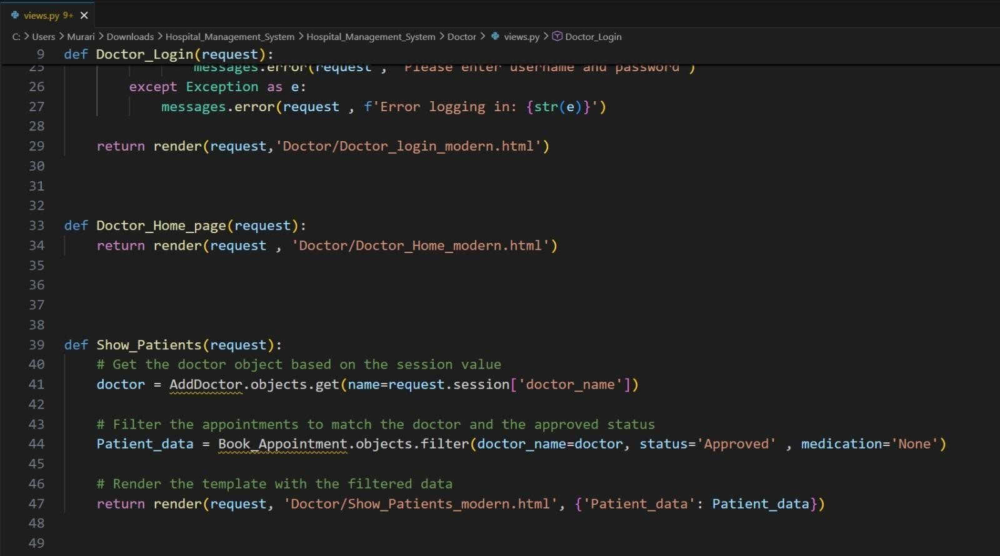 views.py 9+
C: > Users > Murari > Downloads > Hospital_Management_System > Hospital_Management_System > Doctor > views.py > Doctor_Login
9 def Doctor_Login(request):
25 messages.error(request , 'Please enter username and password')
26 except Exception as e:
27 messages.error(request , f'Error logging in: {str(e)}')
28
29 return render(request,'Doctor/Doctor_login_modern.html')
30
31
32
33 def Doctor_Home_page(request):
34 return render(request , 'Doctor/Doctor_Home_modern.html')
35
36
37
38
39 def Show_Patients(request):
40 # Get the doctor object based on the session value
41 doctor = AddDoctor.objects.get(name=request.session['doctor_name'])
42
43 # Filter the appointments to match the doctor and the approved status
44 Patient_data = Book_Appointment.objects.filter(doctor_name=doctor, status='Approved' , medication='None')
45
46 # Render the template with the filtered data
47 return render(request, 'Doctor/Show_Patients_modern.html', {'Patient_data': Patient_data})
48
49